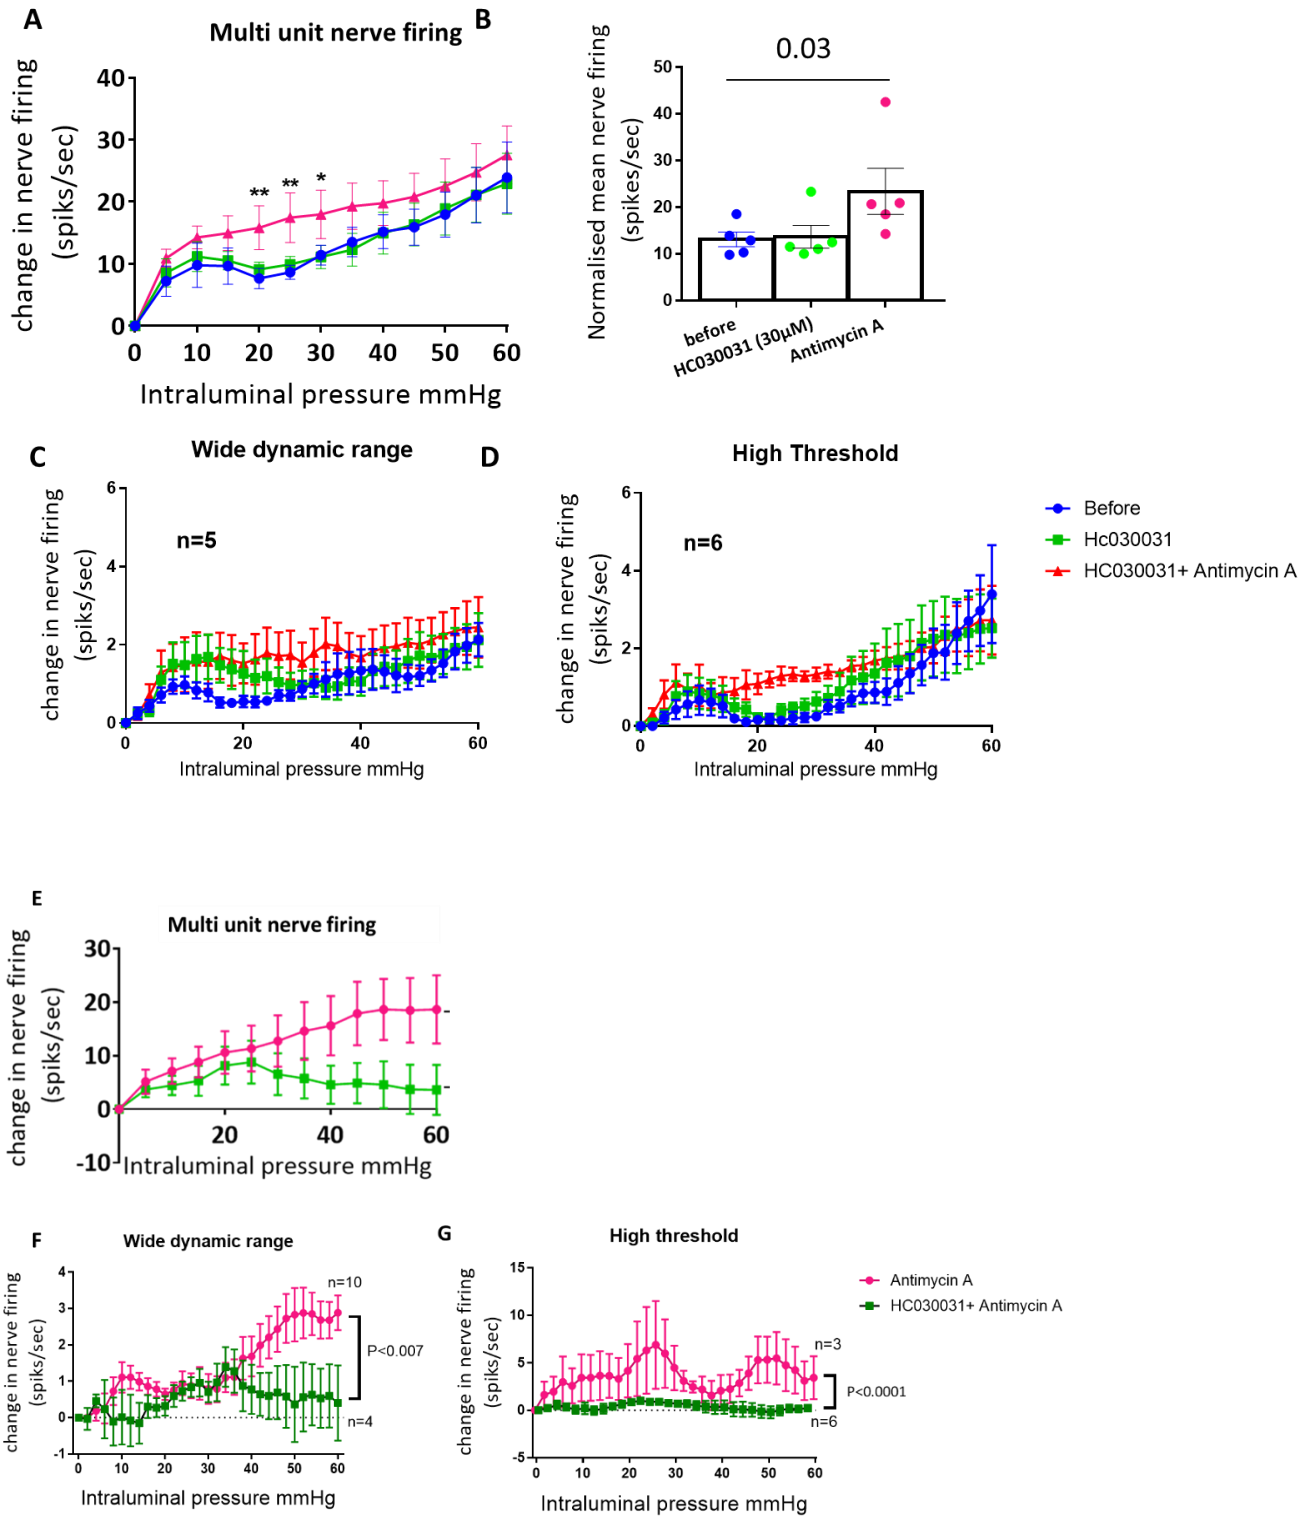 A
Multi unit nerve firing
change in nerve firing
(spiks/sec)
40
30
20
10
0
** ** *
0 10 20 30 40 50 60
Intraluminal pressure mmHg
B
0.03
Normalised mean nerve firing
(spikes/sec)
50
40
30
20
10
0
before
HC030031 (30µM)
Antimycin A
C
Wide dynamic range
change in nerve firing
(spiks/sec)
6
4
2
0
n=5
0 20 40 60
Intraluminal pressure mmHg
D
High Threshold
change in nerve firing
(spiks/sec)
6
4
2
0
n=6
0 20 40 60
Intraluminal pressure mmHg
Before
Hc030031
HC030031+ Antimycin A
E
Multi unit nerve firing
change in nerve firing
(spiks/sec)
30
20
10
0
-10
20 40 60
Intraluminal pressure mmHg
F
Wide dynamic range
change in nerve firing
(spiks/sec)
4
3
2
1
0
-1
n=10
P<0.007
n=4
0 10 20 30 40 50 60
Intraluminal pressure mmHg
G
High threshold
change in nerve firing
(spiks/sec)
15
10
5
0
-5
n=3
P<0.0001
n=6
0 10 20 30 40 50 60
Intraluminal pressure mmHg
Antimycin A
HC030031+ Antimycin A